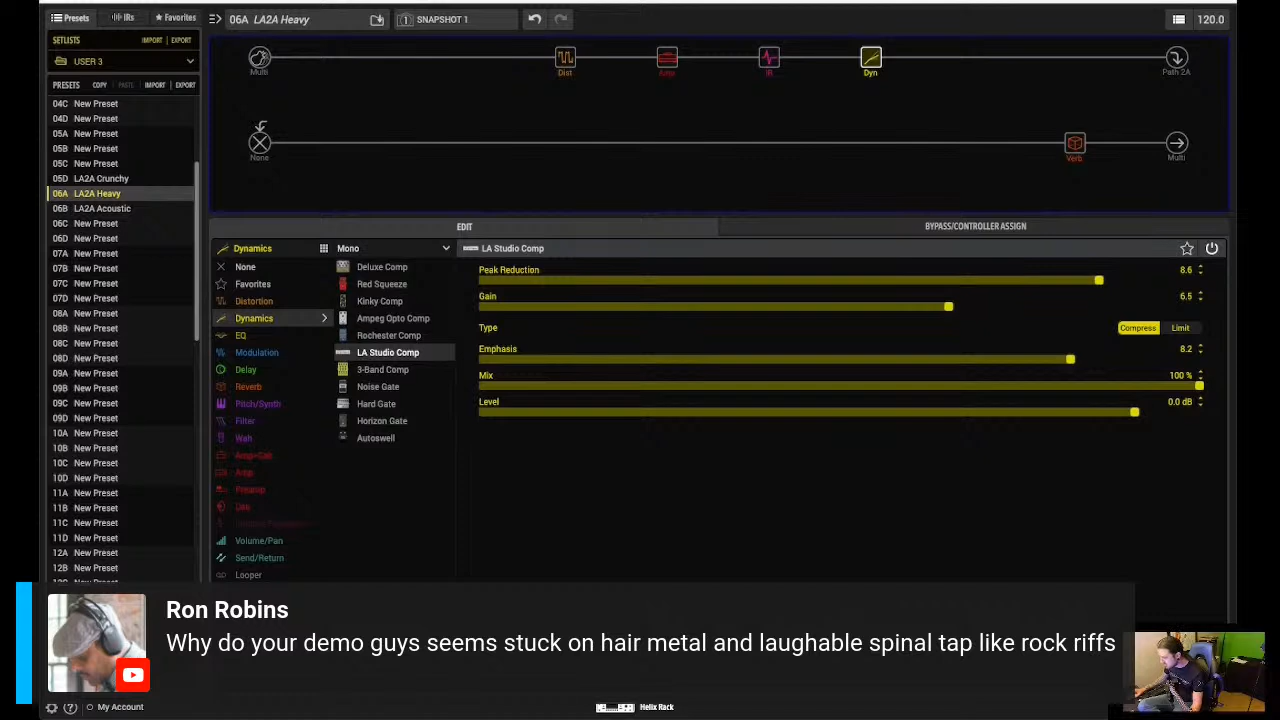 Presets
IRs
Favorites
06A LA2A Heavy
1 SNAPSHOT 1
120.0
SETLISTS
IMPORT
EXPORT
USER 3
PRESETS
COPY
PASTE
IMPORT
EXPORT
04C New Preset
04D New Preset
05A New Preset
05B New Preset
05C New Preset
05D LA2A Crunchy
06A LA2A Heavy
06B LA2A Acoustic
06C New Preset
06D New Preset
07A New Preset
07B New Preset
07C New Preset
07D New Preset
08A New Preset
08B New Preset
08C New Preset
08D New Preset
09A New Preset
09B New Preset
09C New Preset
09D New Preset
10A New Preset
10B New Preset
10C New Preset
10D New Preset
11A New Preset
11B New Preset
11C New Preset
11D New Preset
12A New Preset
12B New Preset
Multi
Dist
Amp
IR
Dyn
Path 2A
None
Verb
Multi
EDIT
BYPASS/CONTROLLER ASSIGN
Dynamics
Mono
LA Studio Comp
None
Favorites
Distortion
Dynamics
EQ
Modulation
Delay
Reverb
Pitch/Synth
Filter
Wah
Amp+Cab
Amp
Preamp
Cab
Volume/Pan
Send/Return
Looper
Deluxe Comp
Red Squeeze
Kinky Comp
Ampeg Opto Comp
Rochester Comp
LA Studio Comp
3-Band Comp
Noise Gate
Hard Gate
Horizon Gate
Autoswell
Peak Reduction 8.6
Gain 6.5
Type Compress Limit
Emphasis 8.2
Mix 100 %
Level 0.0 dB
Ron Robins
Why do your demo guys seems stuck on hair metal and laughable spinal tap like rock riffs
My Account
Helix Rack